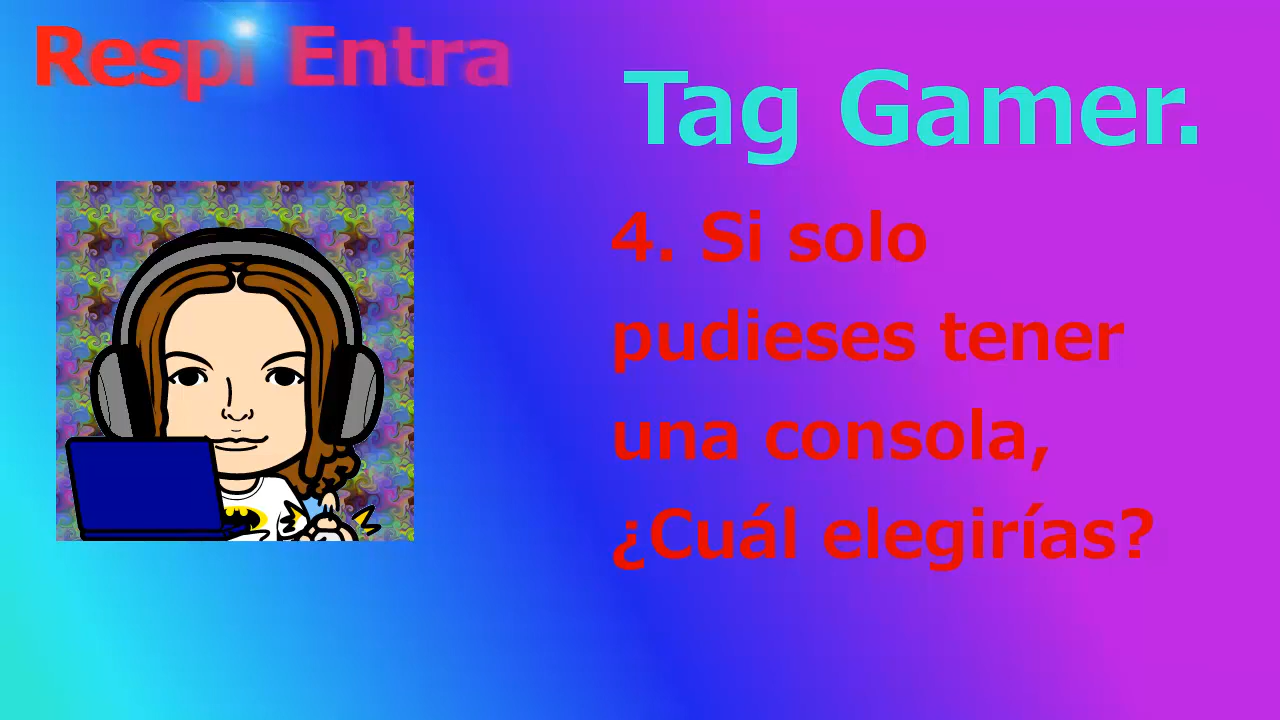 Respi Entra
Tag Gamer.
4. Si solo
pudieses tener
una consola,
¿Cuál elegirías?